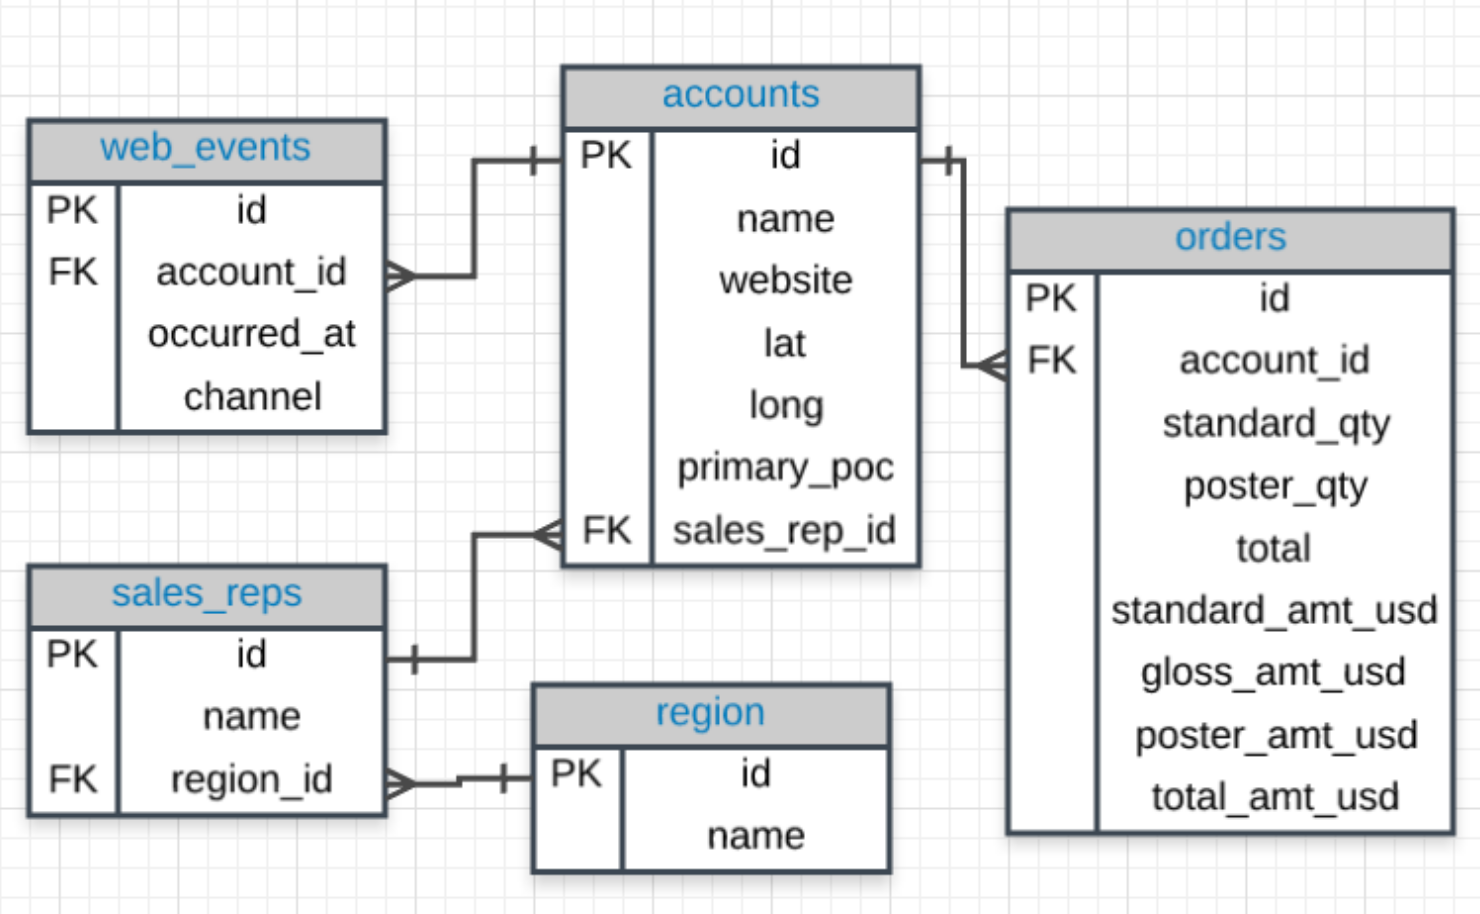 web_events
PK id
FK account_id
occurred_at
channel
accounts
PK id
name
website
lat
long
primary_poc
FK sales_rep_id
orders
PK id
FK account_id
standard_qty
poster_qty
total
standard_amt_usd
gloss_amt_usd
poster_amt_usd
total_amt_usd
sales_reps
PK id
name
FK region_id
region
PK id
name